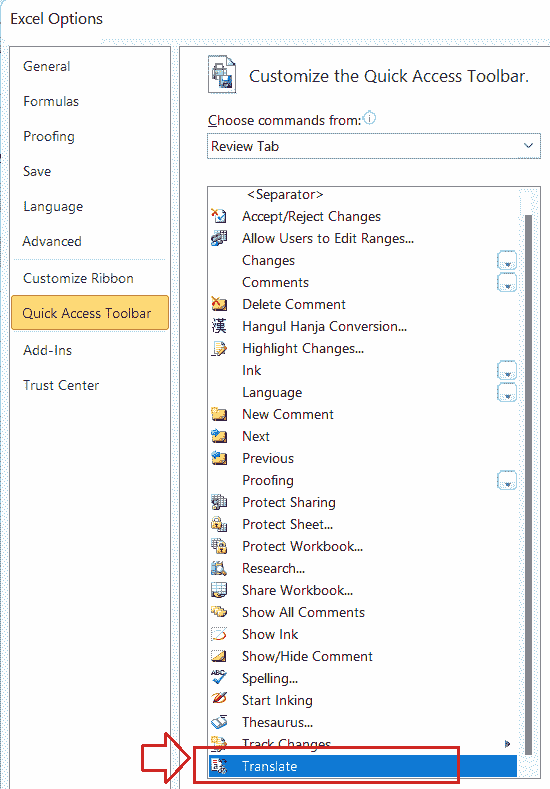 Excel Options
General
Formulas
Proofing
Save
Language
Advanced
Customize Ribbon
Quick Access Toolbar
Add-Ins
Trust Center
Customize the Quick Access Toolbar.
Choose commands from:
Review Tab
<Separator>
Accept/Reject Changes
Allow Users to Edit Ranges...
Changes
Comments
Delete Comment
漢 Hangul Hanja Conversion...
Highlight Changes...
Ink
Language
New Comment
Next
Previous
Proofing
Protect Sharing
Protect Sheet...
Protect Workbook...
Research...
Share Workbook...
Show All Comments
Show Ink
Show/Hide Comment
ABC Spelling...
Start Inking
Thesaurus...
Track Changes
Translate